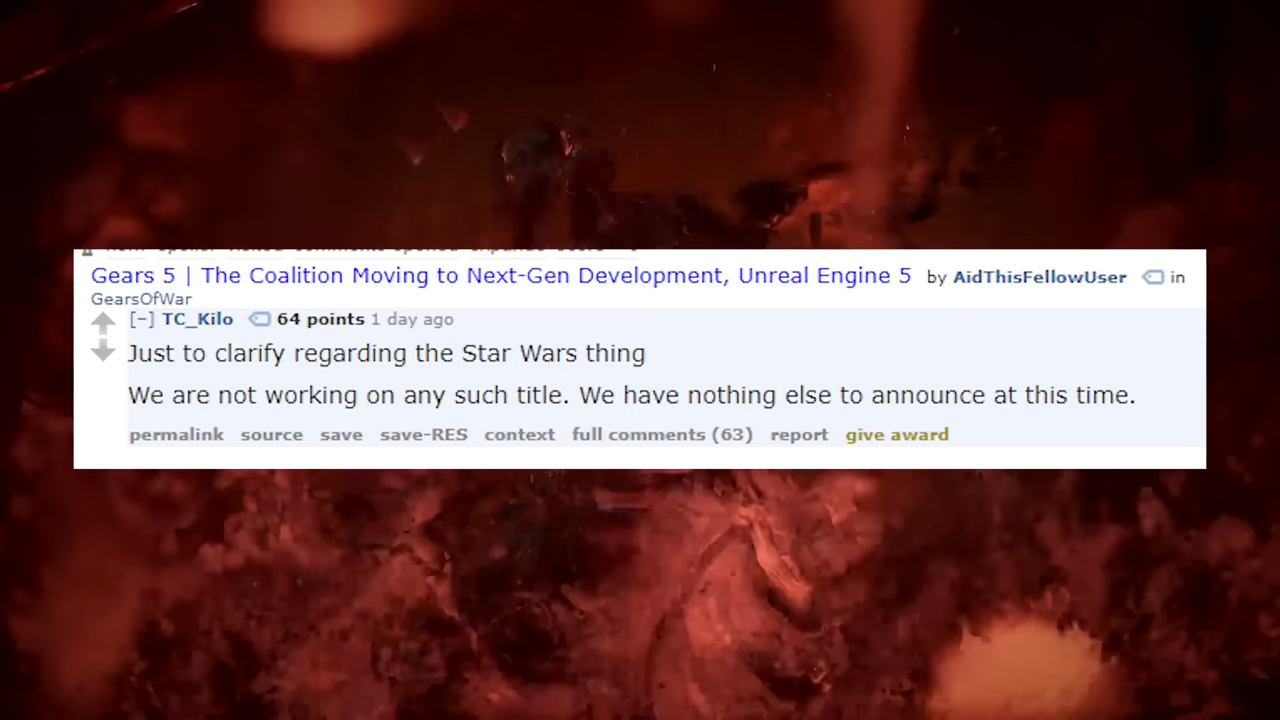 Gears 5 | The Coalition Moving to Next-Gen Development, Unreal Engine 5 by AidThisFellowUser in
GearsOfWar
[−] TC_Kilo 64 points 1 day ago
Just to clarify regarding the Star Wars thing
We are not working on any such title. We have nothing else to announce at this time.
permalink source save save-RES context full comments (63) report give award